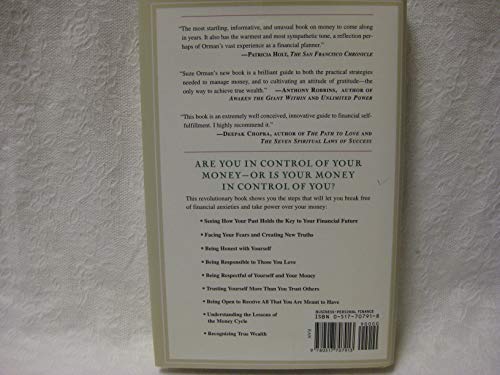 "The most startling, informative, and unusual book on money to come
along in years. It also has the warmest and most sympathetic tone, a reflection per-
haps of Orman's vast experience as a financial planner."
—PATRICIA HOLT, THE SAN FRANCISCO CHRONICLE
"Suze Orman's new book is a brilliant guide to both the practical strategies
needed to manage money, and to cultivating an attitude of gratitude—the
only way to achieve true wealth." —ANTHONY ROBBINS, AUTHOR OF
AWAKEN THE GIANT WITHIN AND UNLIMITED POWER
"This book is an extremely well conceived, innovative guide to financial self-
fulfillment. I highly recommend it."
—DEEPAK CHOPRA, AUTHOR OF THE PATH TO LOVE AND
THE SEVEN SPIRITUAL LAWS OF SUCCESS
ARE YOU IN CONTROL OF YOUR
MONEY—OR IS YOUR MONEY
IN CONTROL OF YOU?
This revolutionary book shows you the steps that will let you break free
of financial anxieties and take power over your money:
• Seeing How Your Past Holds the Key to Your Financial Future
• Facing Your Fears and Creating New Truths
• Being Honest with Yourself
• Being Responsible to Those You Love
• Being Respectful of Yourself and Your Money
• Trusting Yourself More Than You Trust Others
• Being Open to Receive All That You Are Meant to Have
• Understanding the Lessons of
the Money Cycle
• Recognizing True Wealth
BUSINESS/PERSONAL FINANCE
ISBN 0-517-70791-8
90000
9 780517 707913